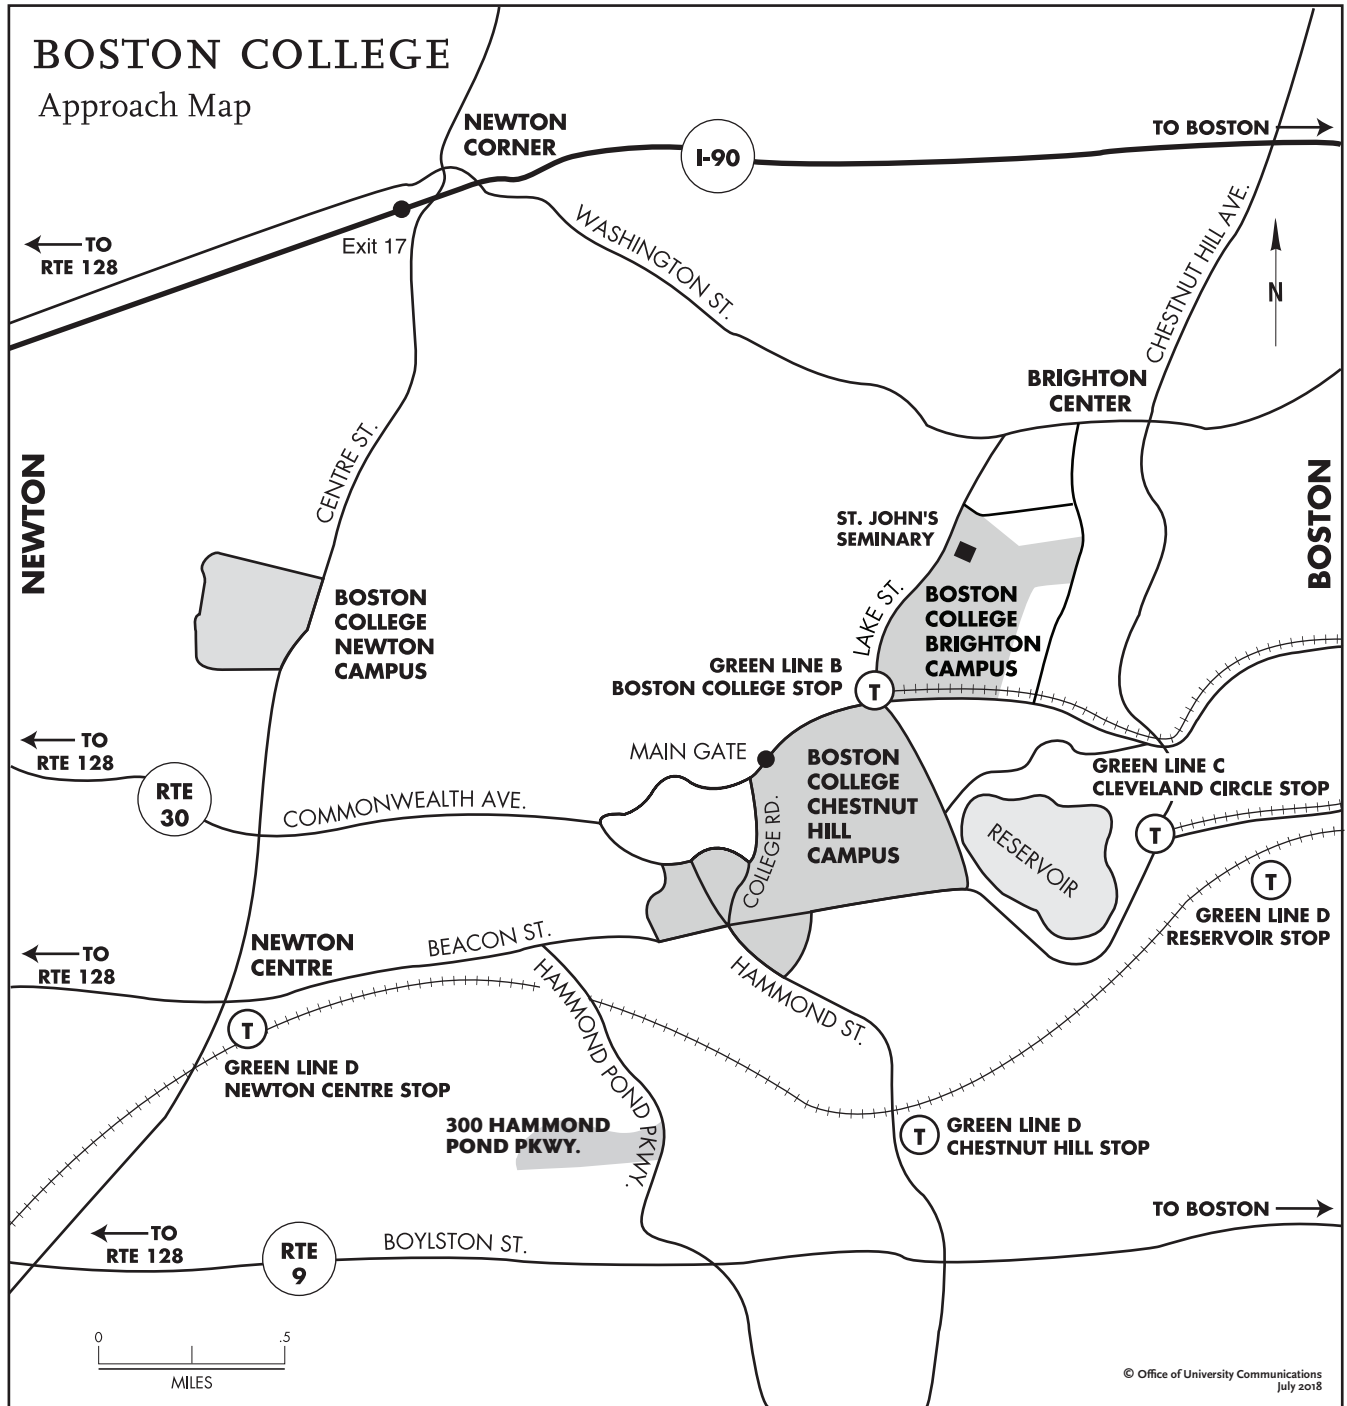 BOSTON COLLEGE
Approach Map
NEWTON
CORNER
I-90
TO BOSTON
TO
RTE 128
Exit 17
WASHINGTON ST.
CHESTNUT HILL AVE.
N
BRIGHTON
CENTER
CENTRE ST.
NEWTON
BOSTON
ST. JOHN'S
SEMINARY
BOSTON
COLLEGE
NEWTON
CAMPUS
LAKE ST.
BOSTON
COLLEGE
BRIGHTON
CAMPUS
GREEN LINE B
BOSTON COLLEGE STOP
T
TO
RTE 128
RTE
30
COMMONWEALTH AVE.
MAIN GATE
BOSTON
COLLEGE
CHESTNUT
HILL
CAMPUS
COLLEGE RD.
GREEN LINE C
CLEVELAND CIRCLE STOP
T
RESERVOIR
T
GREEN LINE D
RESERVOIR STOP
TO
RTE 128
NEWTON
CENTRE
BEACON ST.
HAMMOND POND PKWY.
HAMMOND ST.
T
GREEN LINE D
NEWTON CENTRE STOP
300 HAMMOND
POND PKWY.
T
GREEN LINE D
CHESTNUT HILL STOP
TO BOSTON
TO
RTE 128
RTE
9
BOYLSTON ST.
0 .5
MILES
© Office of University Communications
July 2018